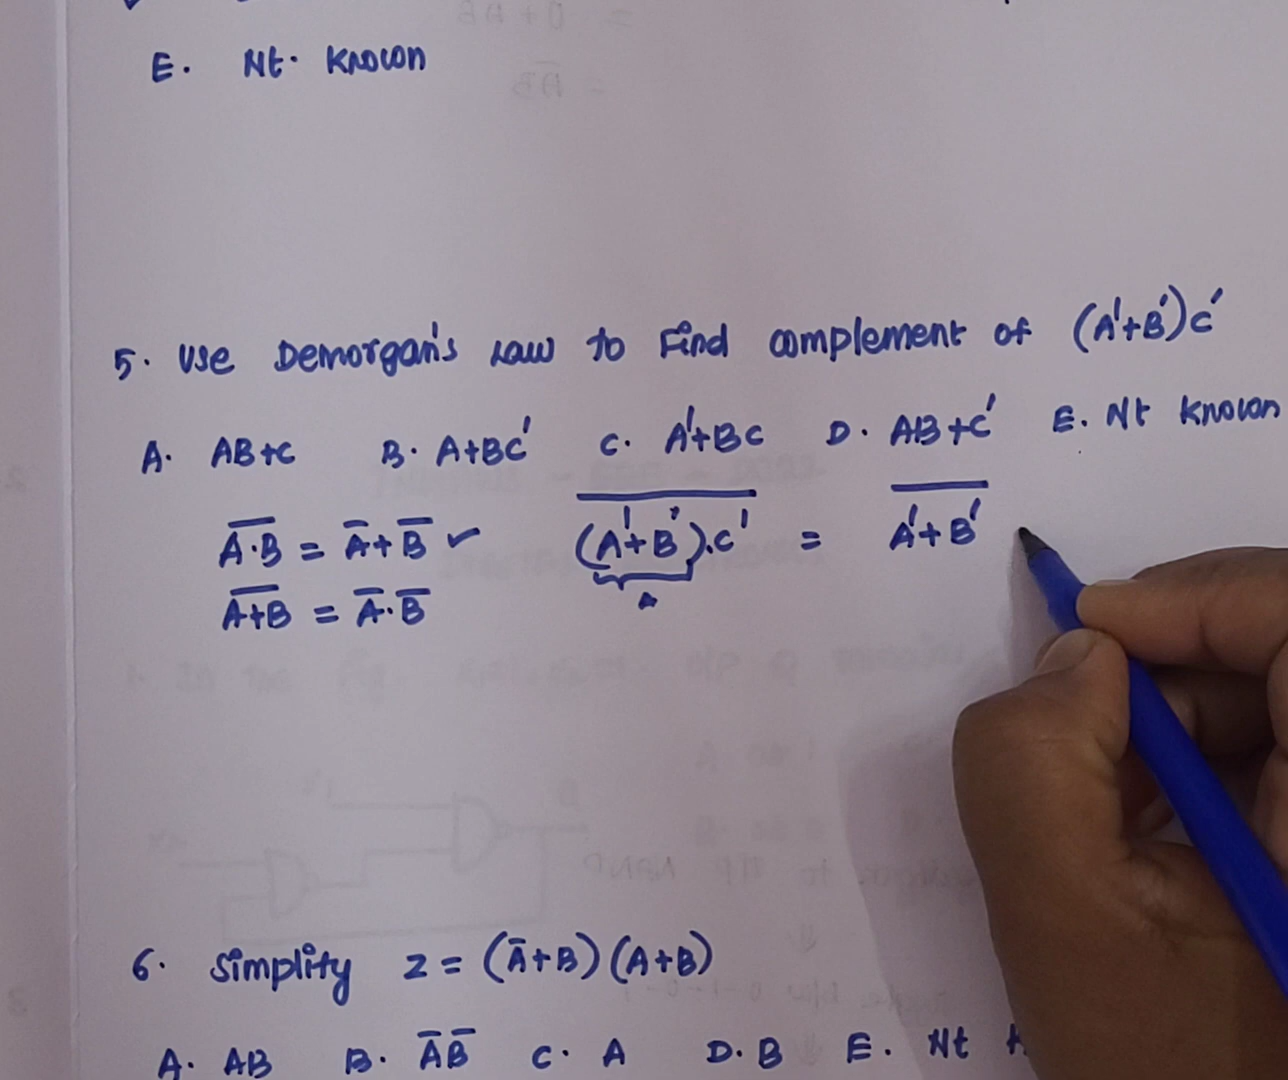 E. Nt. Known
5. Use Demorgan's Law to Find complement of (A'+B')C'
A. AB+C B. A+BC' C. A'+BC D. AB+C' E. Nt Known
A̅·̅B̅ = A̅+B̅ ✓ (̅A̅'̅+̅B̅'̅)̅.̅C̅'̅ = A̅'̅+̅B̅'̅
A
A̅+̅B̅ = A̅·B̅
6. Simplify Z = (A̅+B)(A+B)
A. AB B. A̅B̅ C. A D. B E. Nt